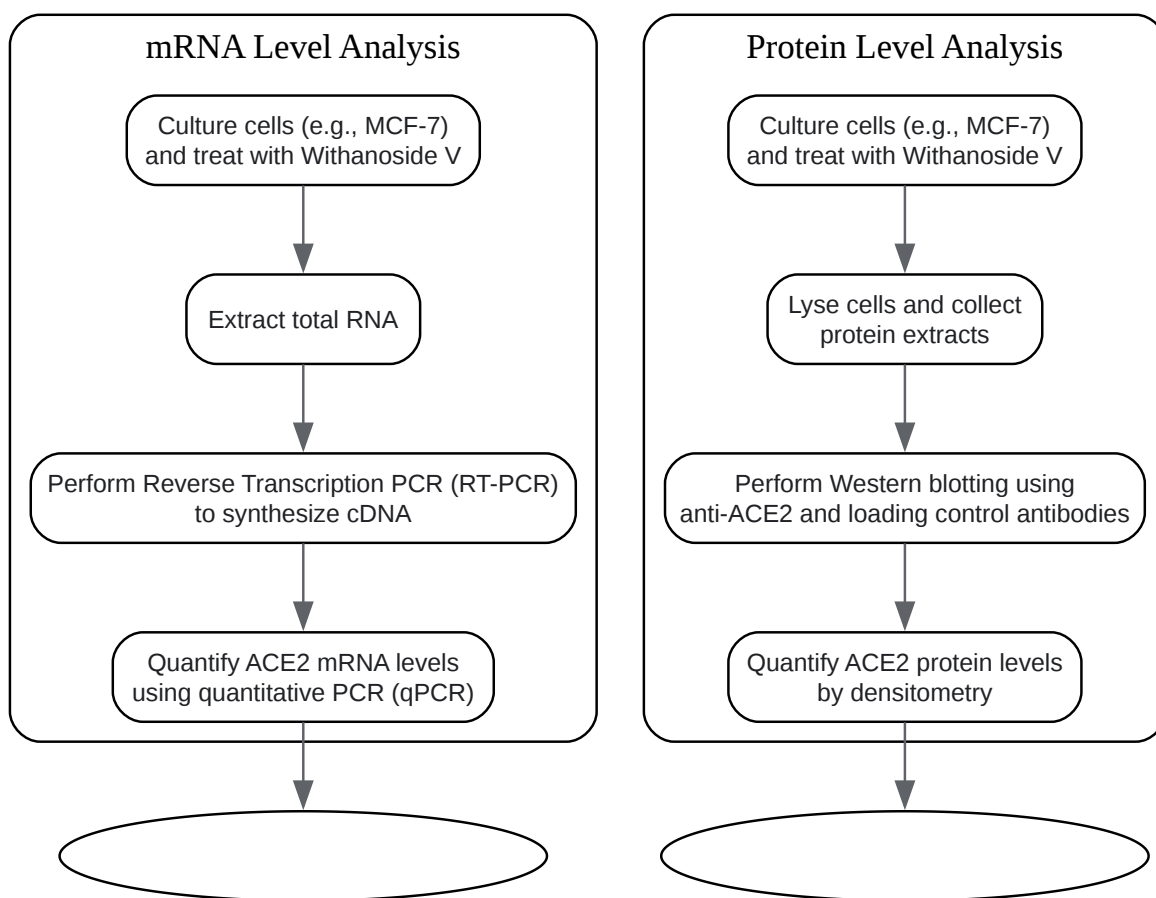 mRNA Level Analysis
Culture cells (e.g., MCF-7)
and treat with Withanoside V
Extract total RNA
Perform Reverse Transcription PCR (RT-PCR)
to synthesize cDNA
Quantify ACE2 mRNA levels
using quantitative PCR (qPCR)
Protein Level Analysis
Culture cells (e.g., MCF-7)
and treat with Withanoside V
Lyse cells and collect
protein extracts
Perform Western blotting using
anti-ACE2 and loading control antibodies
Quantify ACE2 protein levels
by densitometry